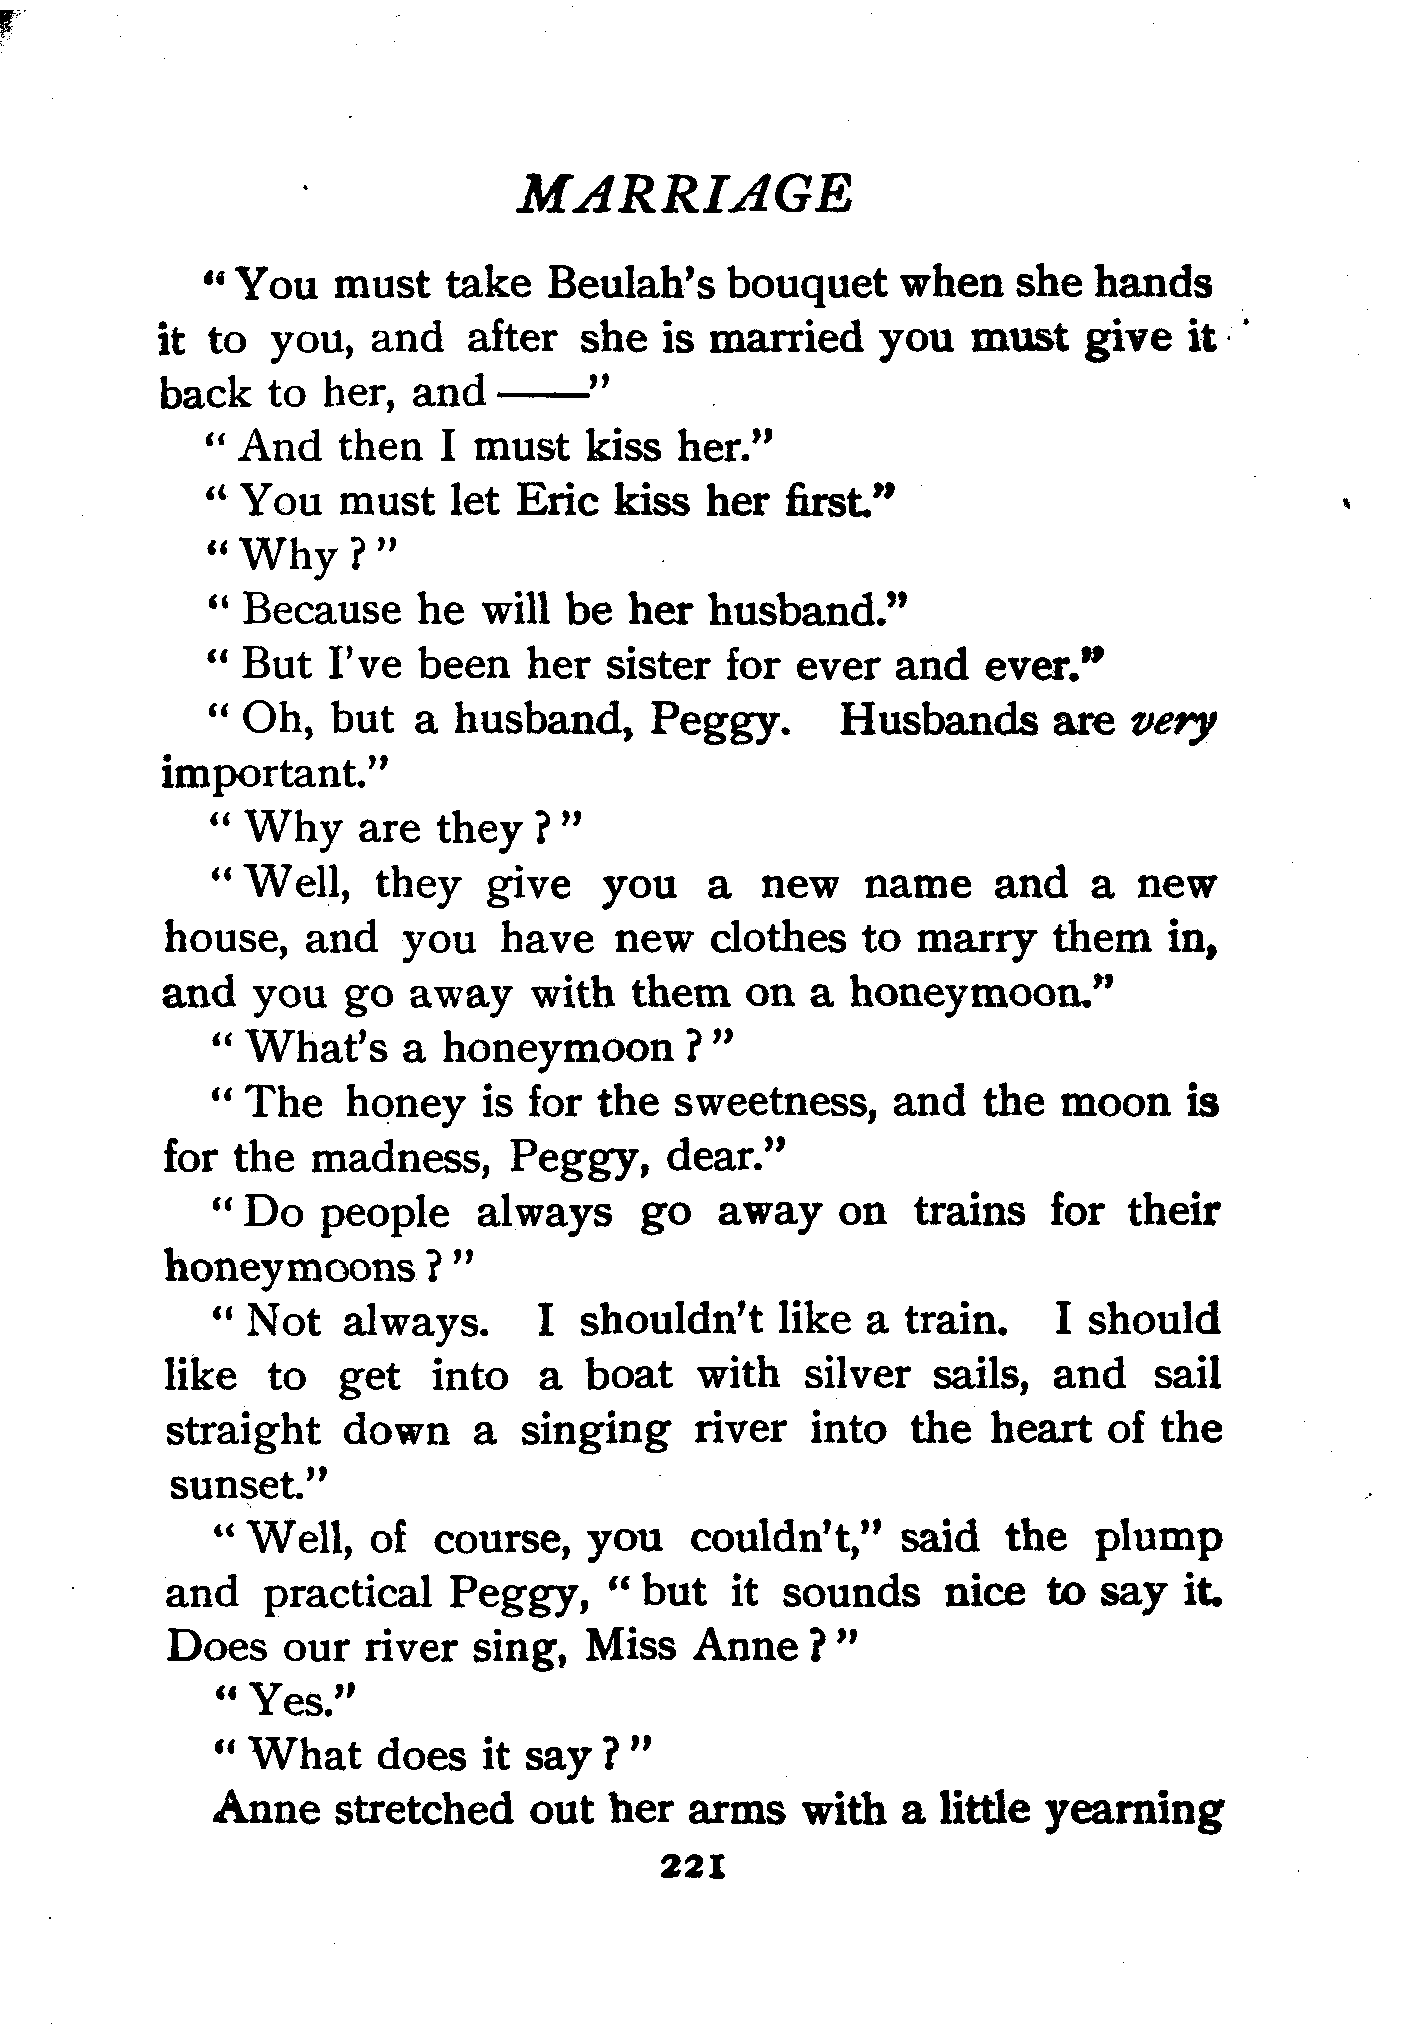 MARRIAGE
"You must take Beulah's bouquet when she hands
it to you, and after she is married you must give it
back to her, and ——"
"And then I must kiss her."
"You must let Eric kiss her first."
"Why?"
"Because he will be her husband."
"But I've been her sister for ever and ever."
"Oh, but a husband, Peggy. Husbands are very
important."
"Why are they?"
"Well, they give you a new name and a new
house, and you have new clothes to marry them in,
and you go away with them on a honeymoon."
"What's a honeymoon?"
"The honey is for the sweetness, and the moon is
for the madness, Peggy, dear."
"Do people always go away on trains for their
honeymoons?"
"Not always. I shouldn't like a train. I should
like to get into a boat with silver sails, and sail
straight down a singing river into the heart of the
sunset."
"Well, of course, you couldn't," said the plump
and practical Peggy, "but it sounds nice to say it.
Does our river sing, Miss Anne?"
"Yes."
"What does it say?"
Anne stretched out her arms with a little yearning
221